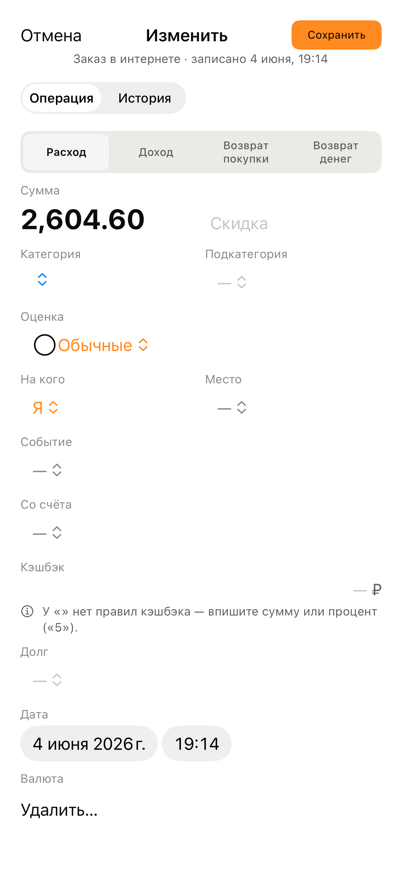 Отмена Изменить Сохранить
Заказ в интернете · записано 4 июня, 19:14
Операция История
Расход Доход Возврат покупки Возврат денег
Сумма
2,604.60 Скидка
Категория Подкатегория
—
Оценка
Обычные
На кого Место
Я —
Событие
—
Со счёта
—
Кэшбэк
— ₽
У «» нет правил кэшбэка — впишите сумму или процент
(«5»).
Долг
—
Дата
4 июня 2026 г. 19:14
Валюта
Удалить...